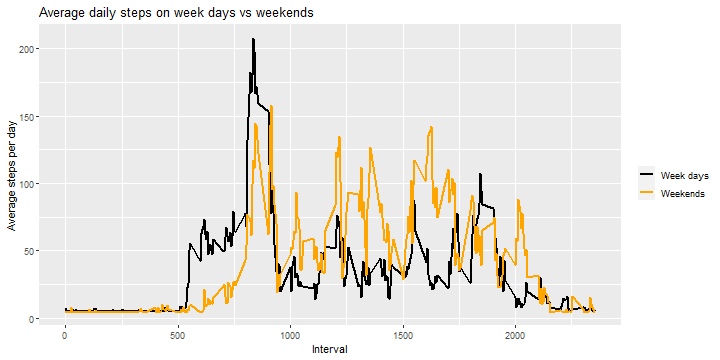 Average daily steps on week days vs weekends
Average steps per day
200
150
100
50
0
0
500
1000
1500
2000
Interval
Week days
Weekends